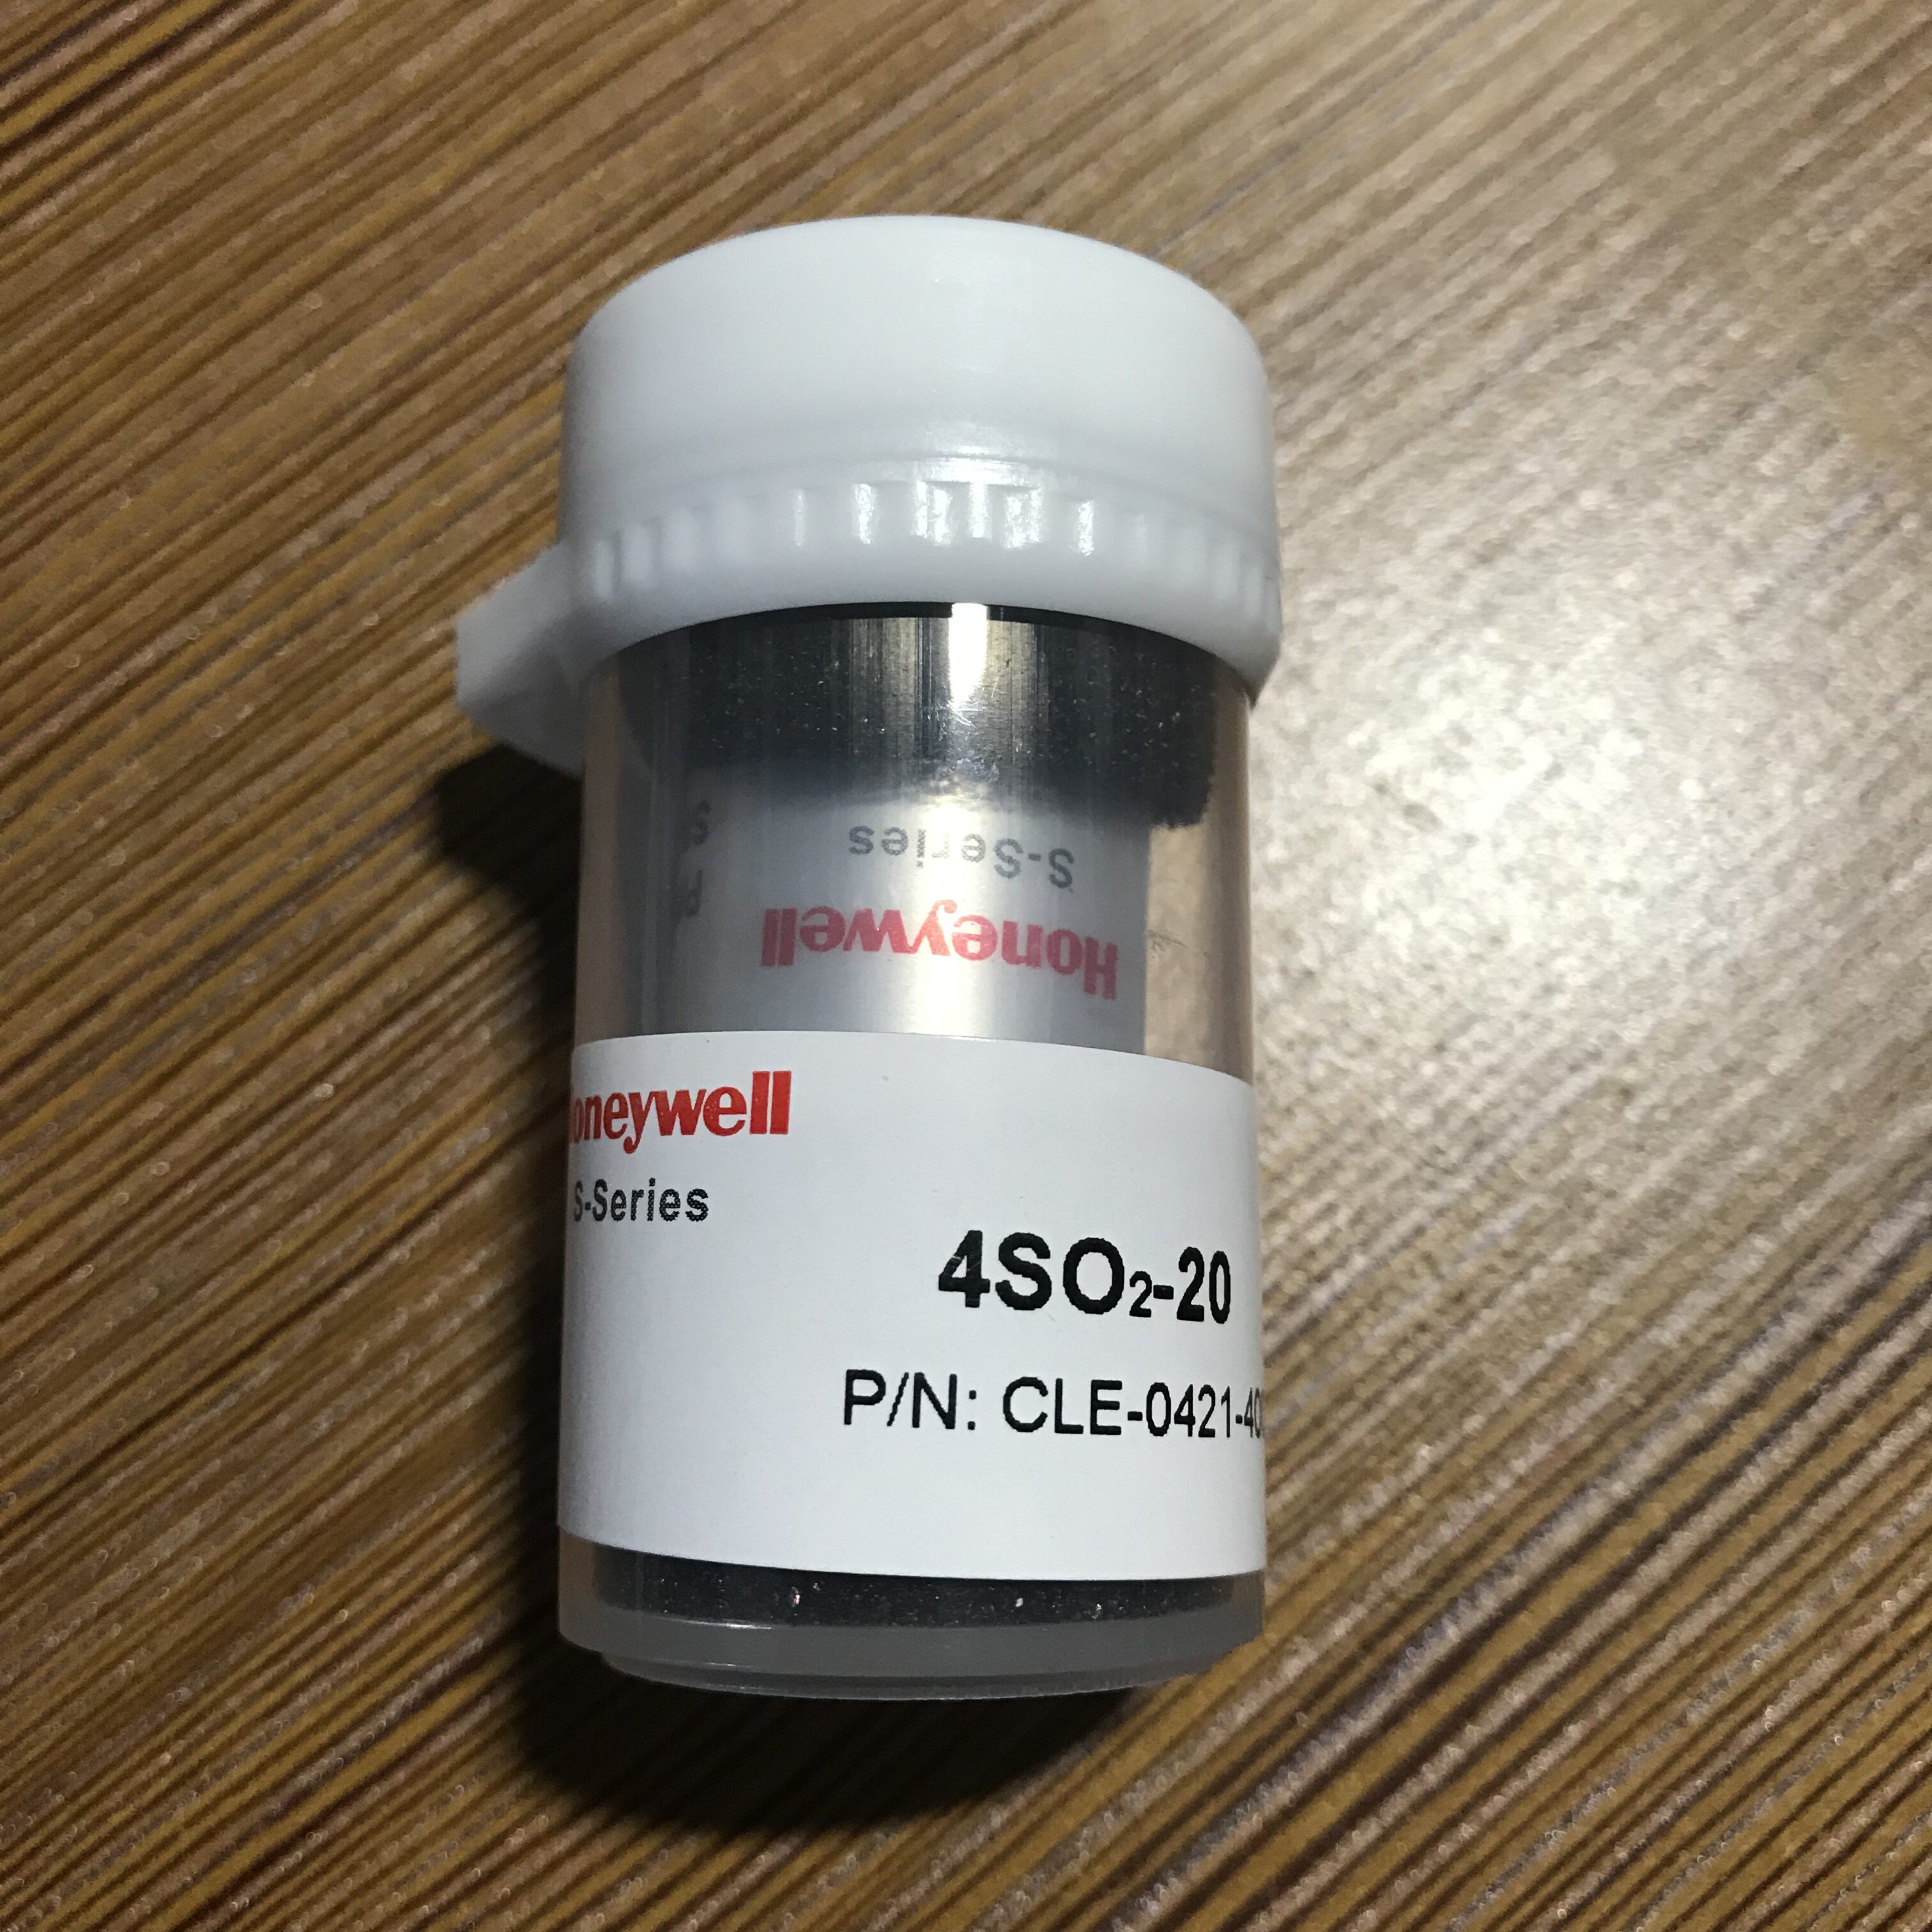 S-Series
Honeywell
oneywell
S-Series
4SO₂-20
P/N: CLE-0421-40